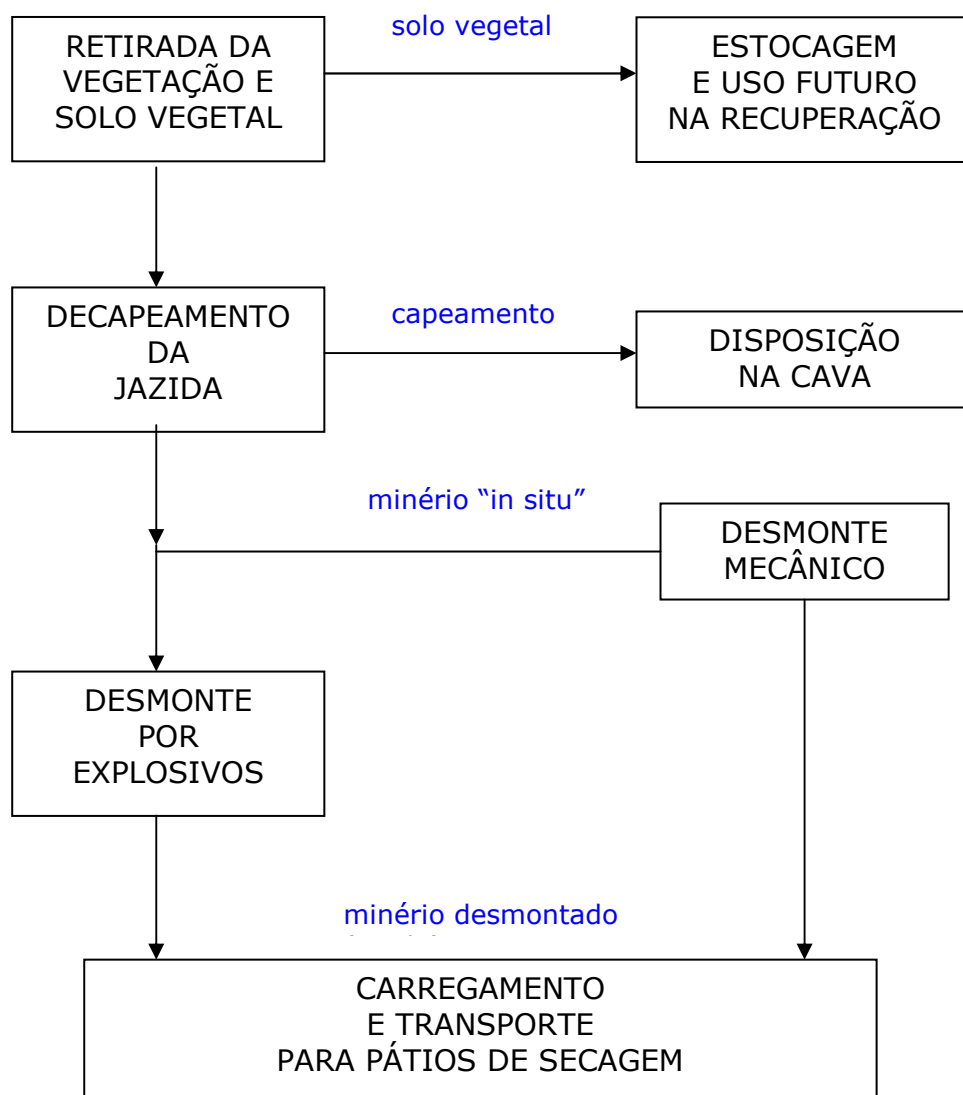 solo vegetal
RETIRADA DA
VEGETAÇÃO E
SOLO VEGETAL
ESTOCAGEM
E USO FUTURO
NA RECUPERAÇÃO
capeamento
DECAPEAMENTO
DA
JAZIDA
DISPOSIÇÃO
NA CAVA
minério “in situ”
DESMONTE
MECÂNICO
DESMONTE
POR
EXPLOSIVOS
minério desmontado
CARREGAMENTO
E TRANSPORTE
PARA PÁTIOS DE SECAGEM